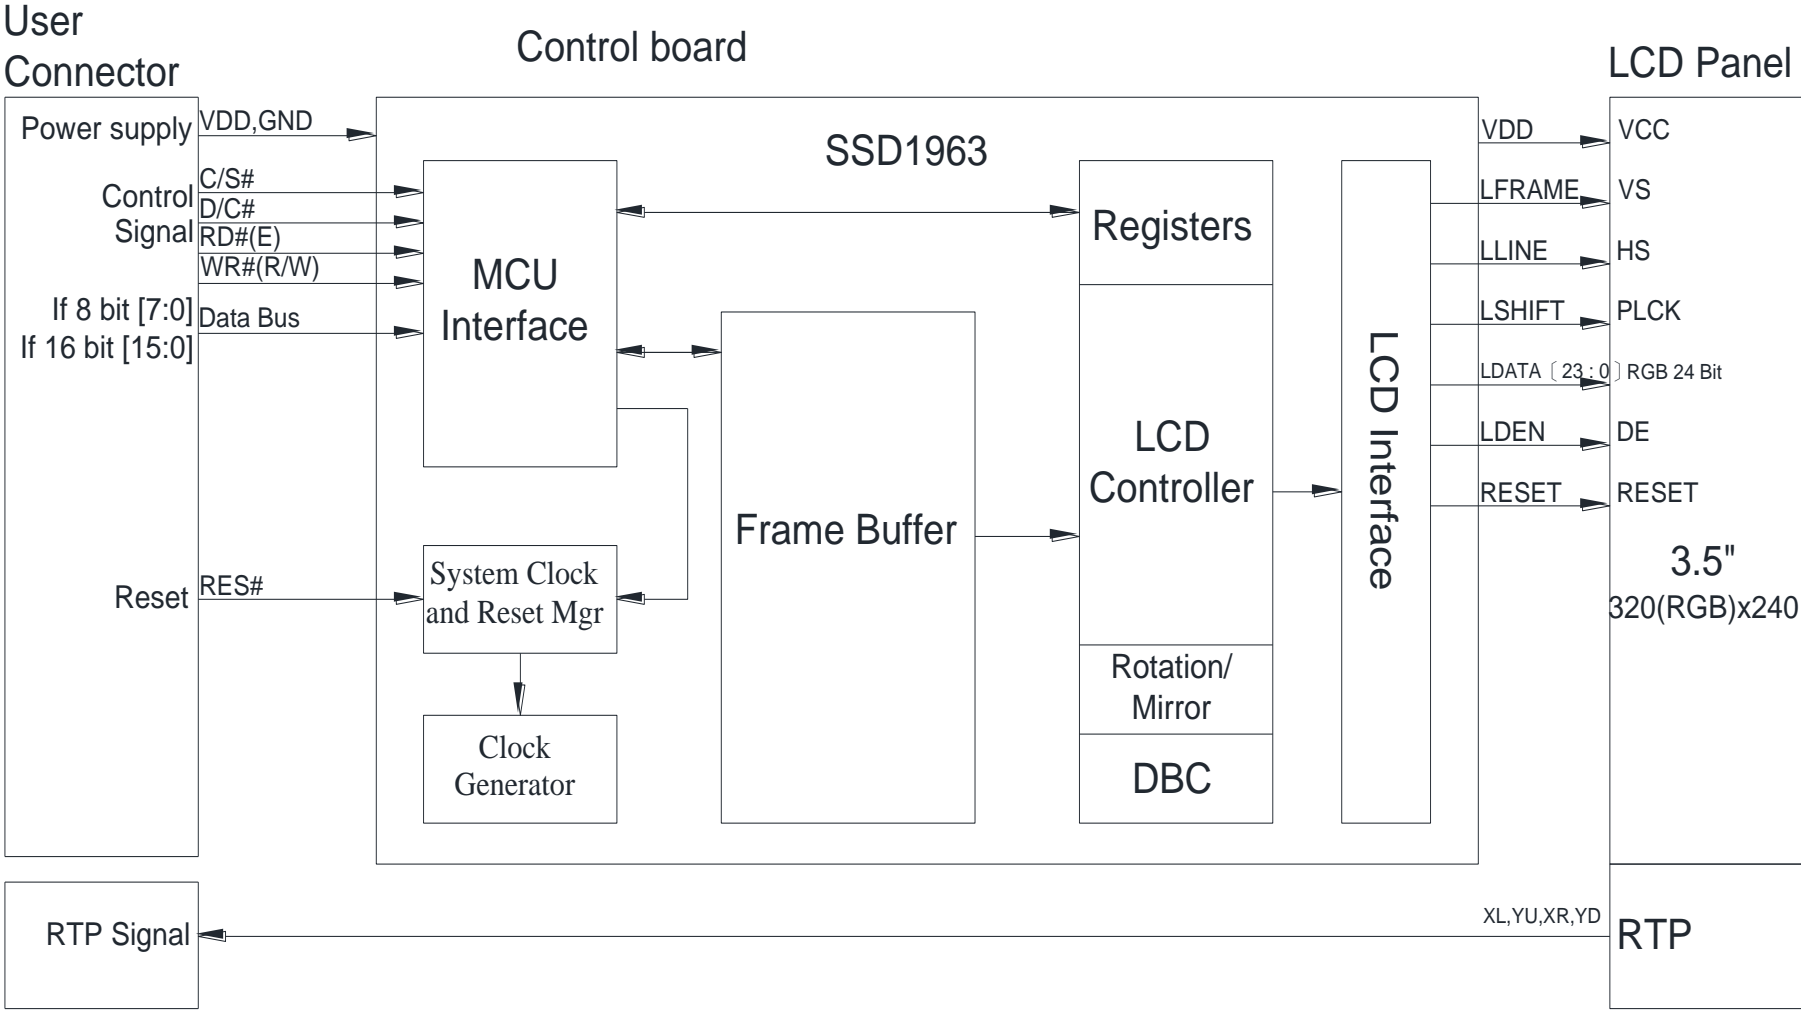 User
Connector
Control board
LCD Panel
Power supply
VDD,GND
Control
Signal
C/S#
D/C#
RD#(E)
WR#(R/W)
If 8 bit [7:0]
If 16 bit [15:0]
Data Bus
Reset
RES#
SSD1963
MCU
Interface
System Clock
and Reset Mgr
Clock
Generator
Frame Buffer
Registers
LCD
Controller
Rotation/
Mirror
DBC
LCD Interface
VDD
VCC
LFRAME
VS
LLINE
HS
LSHIFT
PLCK
LDATA〔23:0〕RGB 24 Bit
LDEN
DE
RESET
RESET
3.5"
320(RGB)x240
RTP Signal
XL,YU,XR,YD
RTP